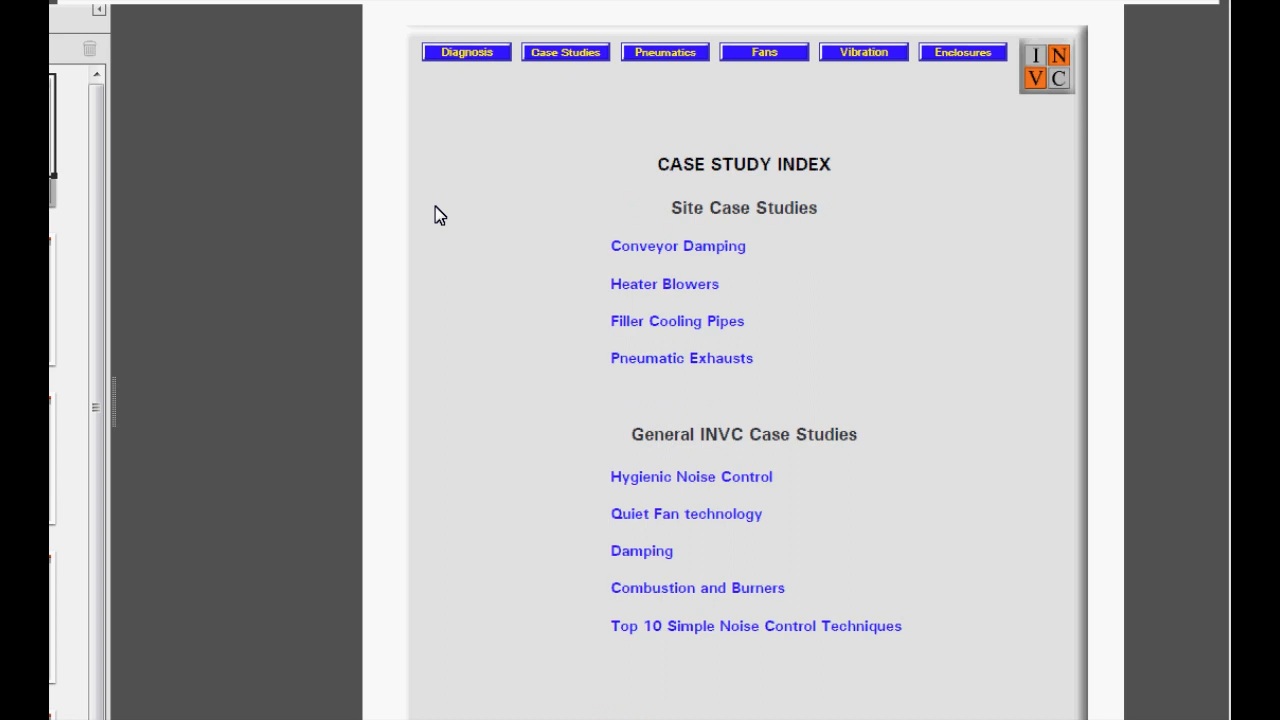 Diagnosis Case Studies Pneumatics Fans Vibration Enclosures
I N
V C
CASE STUDY INDEX
Site Case Studies
Conveyor Damping
Heater Blowers
Filler Cooling Pipes
Pneumatic Exhausts
General INVC Case Studies
Hygienic Noise Control
Quiet Fan technology
Damping
Combustion and Burners
Top 10 Simple Noise Control Techniques